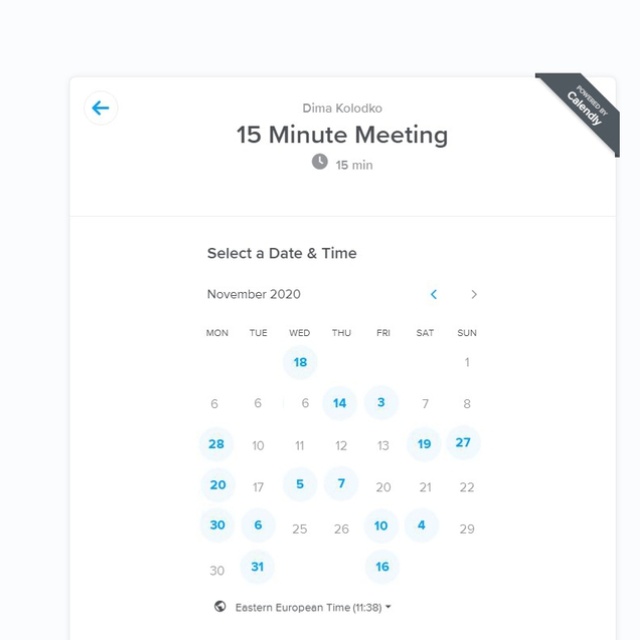 POWERED BY
Calendly
Dima Kolodko
15 Minute Meeting
15 min
Select a Date & Time
November 2020
MON TUE WED THU FRI SAT SUN
18 1
6 6 6 14 3 7 8
28 10 11 12 13 19 27
20 17 5 7 20 21 22
30 6 25 26 10 4 29
30 31 16
Eastern European Time (11:38)